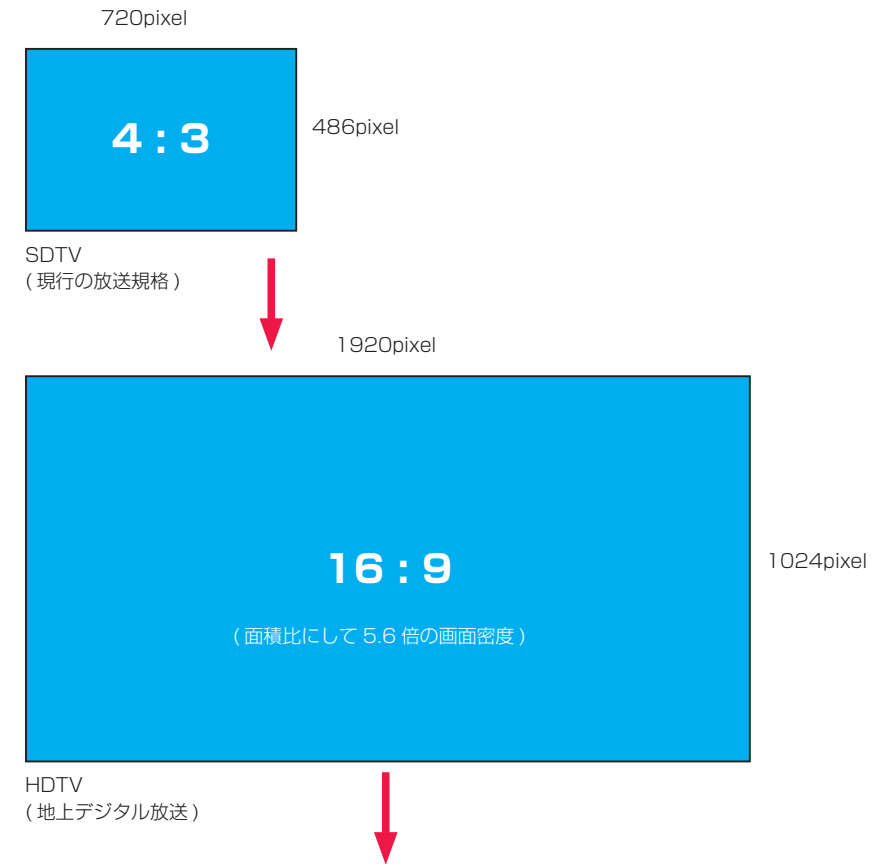 720pixel
4 : 3
486pixel
SDTV
( 現行の放送規格 )
1920pixel
16 : 9
1024pixel
( 面積比にして 5.6 倍の画面密度 )
HDTV
( 地上デジタル放送 )